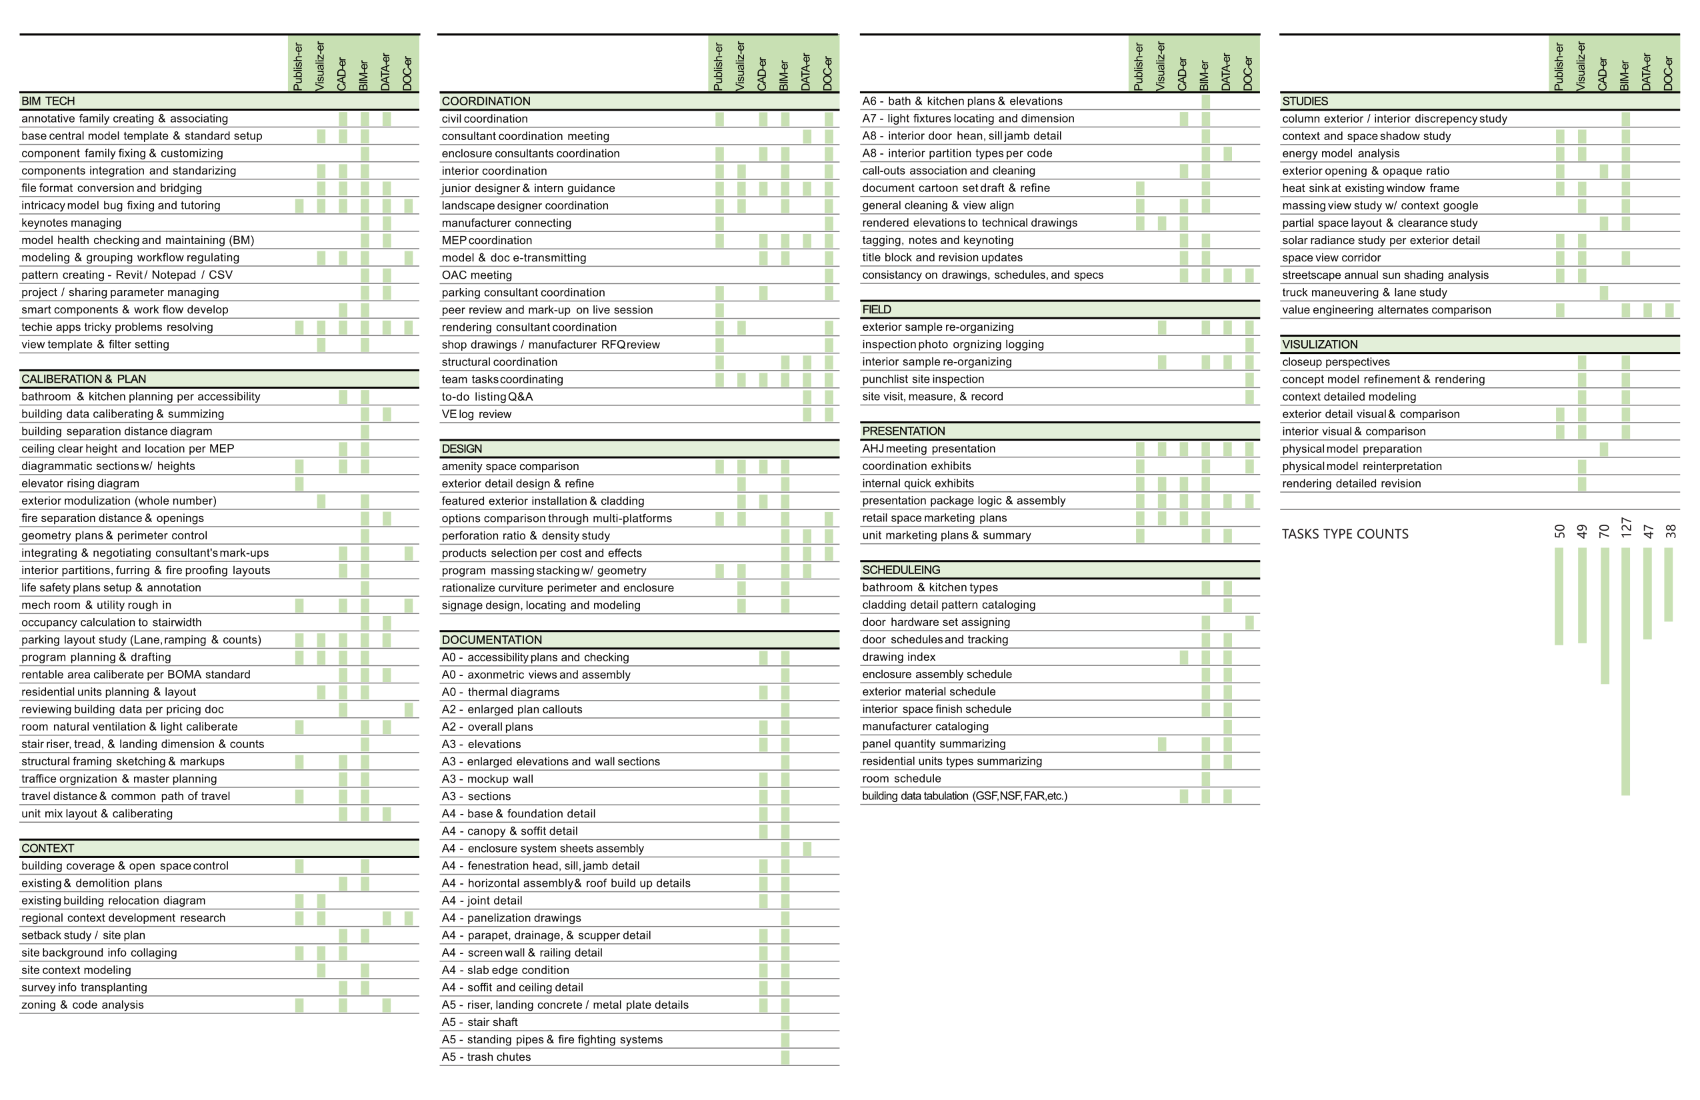 Publish-er
Visualiz-er
CAD-er
BIM-er
DATA-er
DOC-er
BIM TECH
annotative family creating & associating
base central model template & standard setup
component family fixing & customizing
components integration and standarizing
file format conversion and bridging
intricacy model bug fixing and tutoring
keynotes managing
model health checking and maintaining (BM)
modeling & grouping workflow regulating
pattern creating - Revit / Notepad / CSV
project / sharing parameter managing
smart components & work flow develop
techie apps tricky problems resolving
view template & filter setting
CALIBERATION & PLAN
bathroom & kitchen planning per accessibility
building data caliberating & summizing
building separation distance diagram
ceiling clear height and location per MEP
diagrammatic sections w/ heights
elevator rising diagram
exterior modulization (whole number)
fire separation distance & openings
geometry plans & perimeter control
integrating & negotiating consultant's mark-ups
interior partitions, furring & fire proofing layouts
life safety plans setup & annotation
mech room & utility rough in
occupancy calculation to stairwidth
parking layout study (Lane, ramping & counts)
program planning & drafting
rentable area caliberate per BOMA standard
residential units planning & layout
reviewing building data per pricing doc
room natural ventilation & light caliberate
stair riser, tread, & landing dimension & counts
structural framing sketching & markups
traffice orgnization & master planning
travel distance & common path of travel
unit mix layout & caliberating
CONTEXT
building coverage & open space control
existing & demolition plans
existing building relocation diagram
regional context development research
setback study / site plan
site background info collaging
site context modeling
survey info transplanting
zoning & code analysis
Publish-er
Visualiz-er
CAD-er
BIM-er
DATA-er
DOC-er
COORDINATION
civil coordination
consultant coordination meeting
enclosure consultants coordination
interior coordination
junior designer & intern guidance
landscape designer coordination
manufacturer connecting
MEP coordination
model & doc e-transmitting
OAC meeting
parking consultant coordination
peer review and mark-up on live session
rendering consultant coordination
shop drawings / manufacturer RFQ review
structural coordination
team tasks coordinating
to-do listing Q&A
VE log review
DESIGN
amenity space comparison
exterior detail design & refine
featured exterior installation & cladding
options comparison through multi-platforms
perforation ratio & density study
products selection per cost and effects
program massing stacking w/ geometry
rationalize curviture perimeter and enclosure
signage design, locating and modeling
DOCUMENTATION
A0 - accessibility plans and checking
A0 - axonmetric views and assembly
A0 - thermal diagrams
A2 - enlarged plan callouts
A2 - overall plans
A3 - elevations
A3 - enlarged elevations and wall sections
A3 - mockup wall
A3 - sections
A4 - base & foundation detail
A4 - canopy & soffit detail
A4 - enclosure system sheets assembly
A4 - fenestration head, sill, jamb detail
A4 - horizontal assembly & roof build up details
A4 - joint detail
A4 - panelization drawings
A4 - parapet, drainage, & scupper detail
A4 - screen wall & railing detail
A4 - slab edge condition
A4 - soffit and ceiling detail
A5 - riser, landing concrete / metal plate details
A5 - stair shaft
A5 - standing pipes & fire fighting systems
A5 - trash chutes
Publish-er
Visualiz-er
CAD-er
BIM-er
DATA-er
DOC-er
A6 - bath & kitchen plans & elevations
A7 - light fixtures locating and dimension
A8 - interior door hean, sill jamb detail
A8 - interior partition types per code
call-outs association and cleaning
document cartoon set draft & refine
general cleaning & view align
rendered elevations to technical drawings
tagging, notes and keynoting
title block and revision updates
consistancy on drawings, schedules, and specs
FIELD
exterior sample re-organizing
inspection photo orgnizing logging
interior sample re-organizing
punchlist site inspection
site visit, measure, & record
PRESENTATION
AHJ meeting presentation
coordination exhibits
internal quick exhibits
presentation package logic & assembly
retail space marketing plans
unit marketing plans & summary
SCHEDULEING
bathroom & kitchen types
cladding detail pattern cataloging
door hardware set assigning
door schedules and tracking
drawing index
enclosure assembly schedule
exterior material schedule
interior space finish schedule
manufacturer cataloging
panel quantity summarizing
residential units types summarizing
room schedule
building data tabulation (GSF, NSF, FAR,etc.)
Publish-er
Visualiz-er
CAD-er
BIM-er
DATA-er
DOC-er
STUDIES
column exterior / interior discrepency study
context and space shadow study
energy model analysis
exterior opening & opaque ratio
heat sink at existing window frame
massing view study w/ context google
partial space layout & clearance study
solar radiance study per exterior detail
space view corridor
streetscape annual sun shading analysis
truck maneuvering & lane study
value engineering alternates comparison
VISULIZATION
closeup perspectives
concept model refinement & rendering
context detailed modeling
exterior detail visual & comparison
interior visual & comparison
physical model preparation
physical model reinterpretation
rendering detailed revision
TASKS TYPE COUNTS
50
49
70
127
47
38